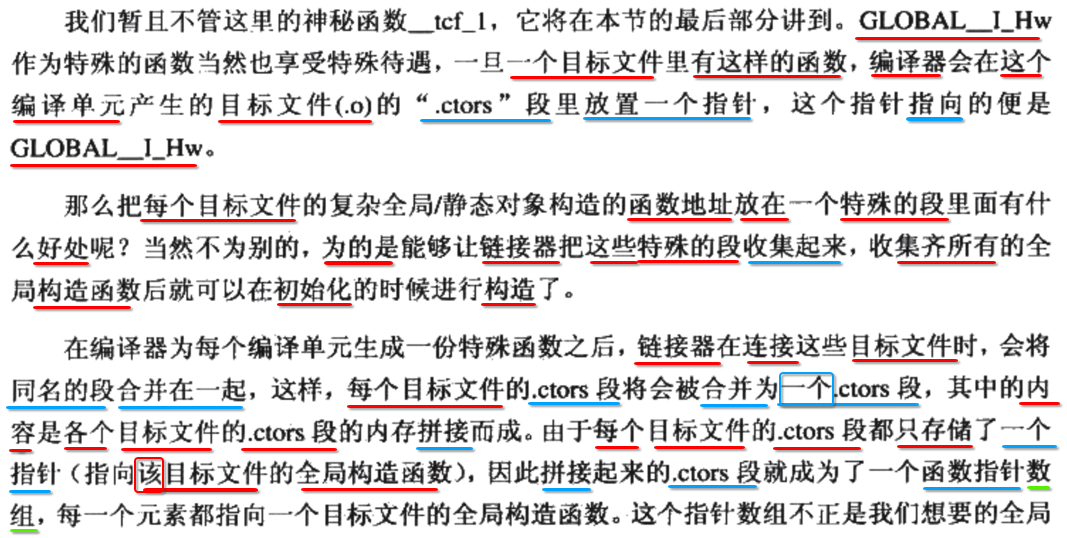 我们暂且不管这里的神秘函数__tcf_1，它将在本节的最后部分讲到。GLOBAL__I_Hw
作为特殊的函数当然也享受特殊待遇，一旦一个目标文件里有这样的函数，编译器会在这个
编译单元产生的目标文件(.o)的“.ctors”段里放置一个指针，这个指针指向的便是
GLOBAL__I_Hw。
那么把每个目标文件的复杂全局/静态对象构造的函数地址放在一个特殊的段里面有什
么好处呢？当然不为别的，为的是能够让链接器把这些特殊的段收集起来，收集齐所有的全
局构造函数后就可以在初始化的时候进行构造了。
在编译器为每个编译单元生成一份特殊函数之后，链接器在连接这些目标文件时，会将
同名的段合并在一起，这样，每个目标文件的.ctors 段将会被合并为一个.ctors 段，其中的内
容是各个目标文件的.ctors 段的内存拼接而成。由于每个目标文件的.ctors 段都只存储了一个
指针（指向该目标文件的全局构造函数），因此拼接起来的.ctors 段就成为了一个函数指针数
组，每一个元素都指向一个目标文件的全局构造函数。这个指针数组不正是我们想要的全局